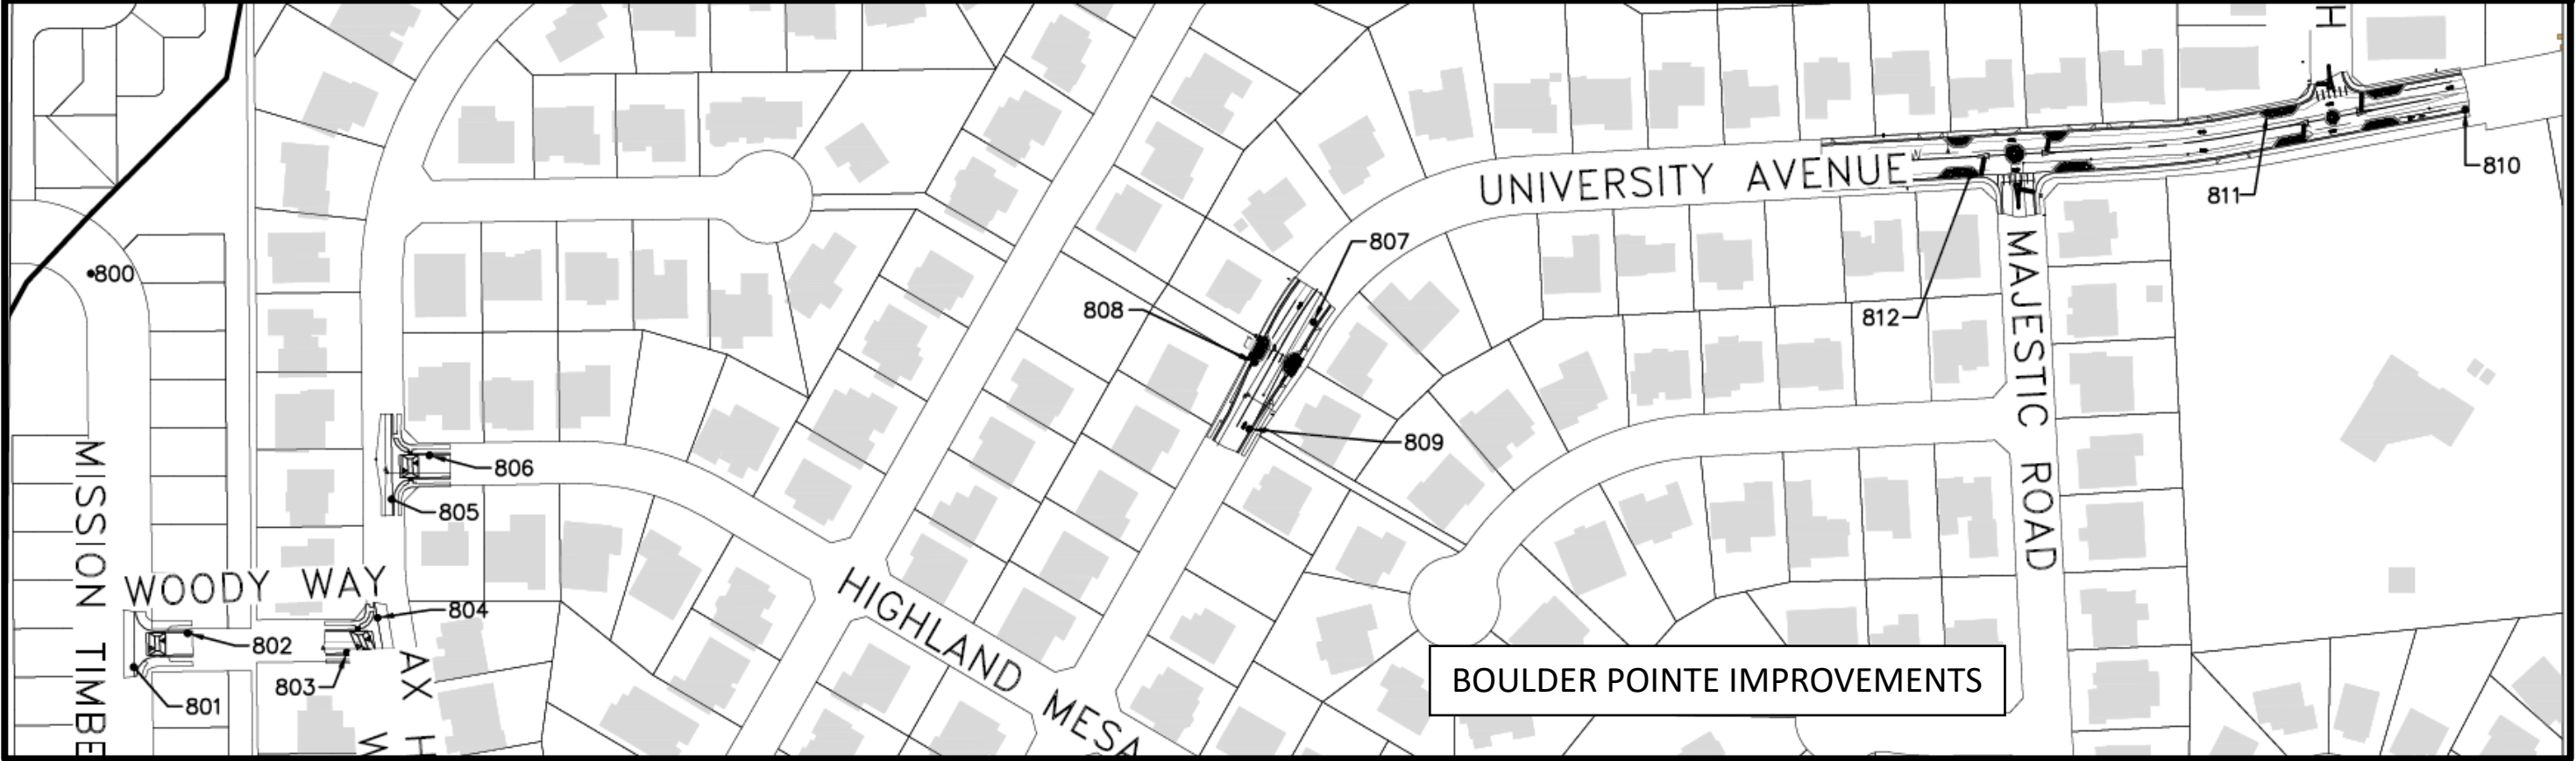 H
UNIVERSITY AVENUE
810
811
807
800
808
812
MAJESTIC ROAD
809
806
805
MISSION TIMBE
WOODY WAY
804
802
803
801
AX H
W
HIGHLAND MESA
BOULDER POINTE IMPROVEMENTS